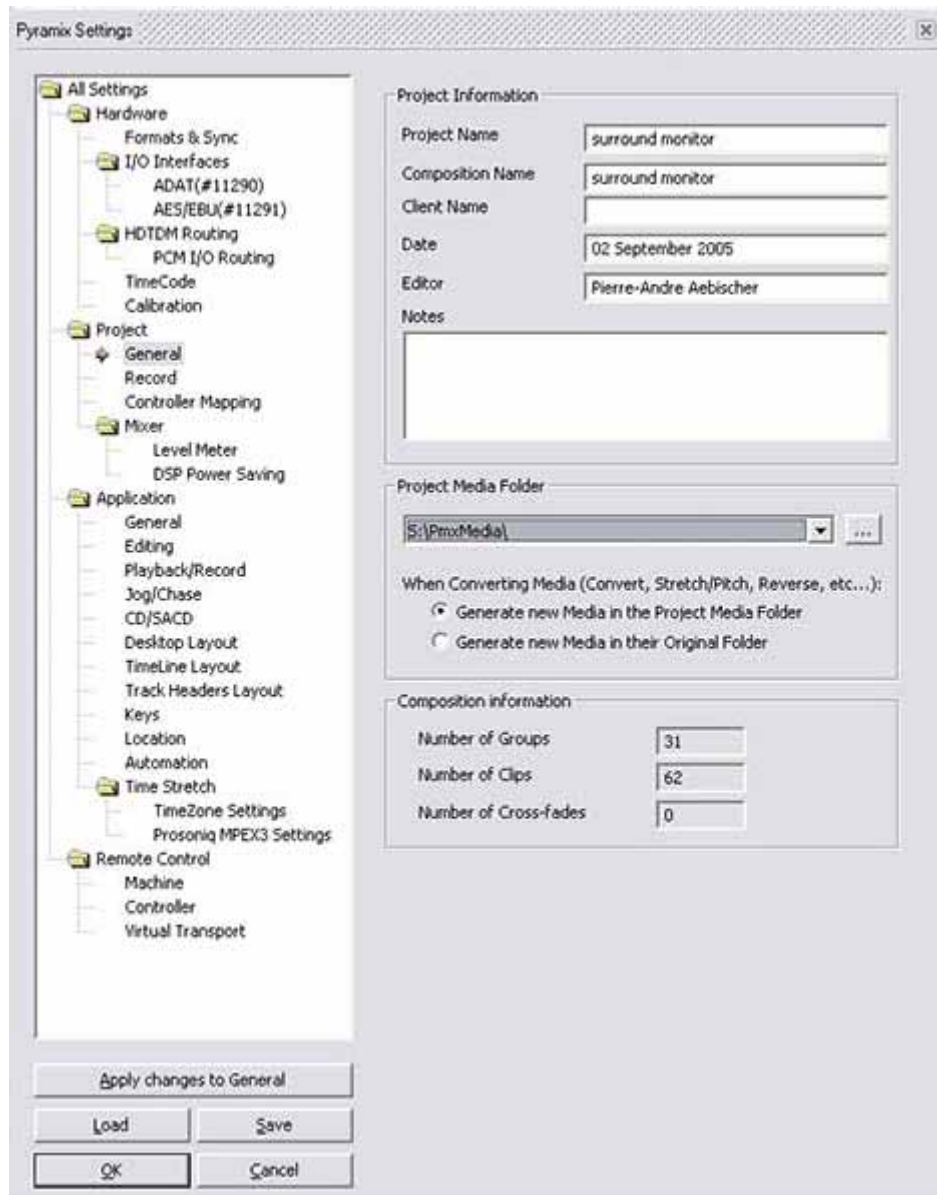 Pyramix Settings
All Settings
Hardware
Formats & Sync
I/O Interfaces
ADAT(#11290)
AES/EBU(#11291)
HDTDM Routing
PCM I/O Routing
TimeCode
Calibration
Project
General
Record
Controller Mapping
Mixer
Level Meter
DSP Power Saving
Application
General
Editing
Playback/Record
Jog/Chase
CD/SACD
Desktop Layout
TimeLine Layout
Track Headers Layout
Keys
Location
Automation
Time Stretch
TimeZone Settings
Prosoniq MPEX3 Settings
Remote Control
Machine
Controller
Virtual Transport
Apply changes to General
Load
Save
OK
Cancel
Project Information
Project Name surround monitor
Composition Name surround monitor
Client Name
Date 02 September 2005
Editor Pierre-Andre Aebischer
Notes
Project Media Folder
S:\PmxMedia\ ...
When Converting Media (Convert, Stretch/Pitch, Reverse, etc...):
Generate new Media in the Project Media Folder
Generate new Media in their Original Folder
Composition information
Number of Groups 31
Number of Clips 62
Number of Cross-fades 0